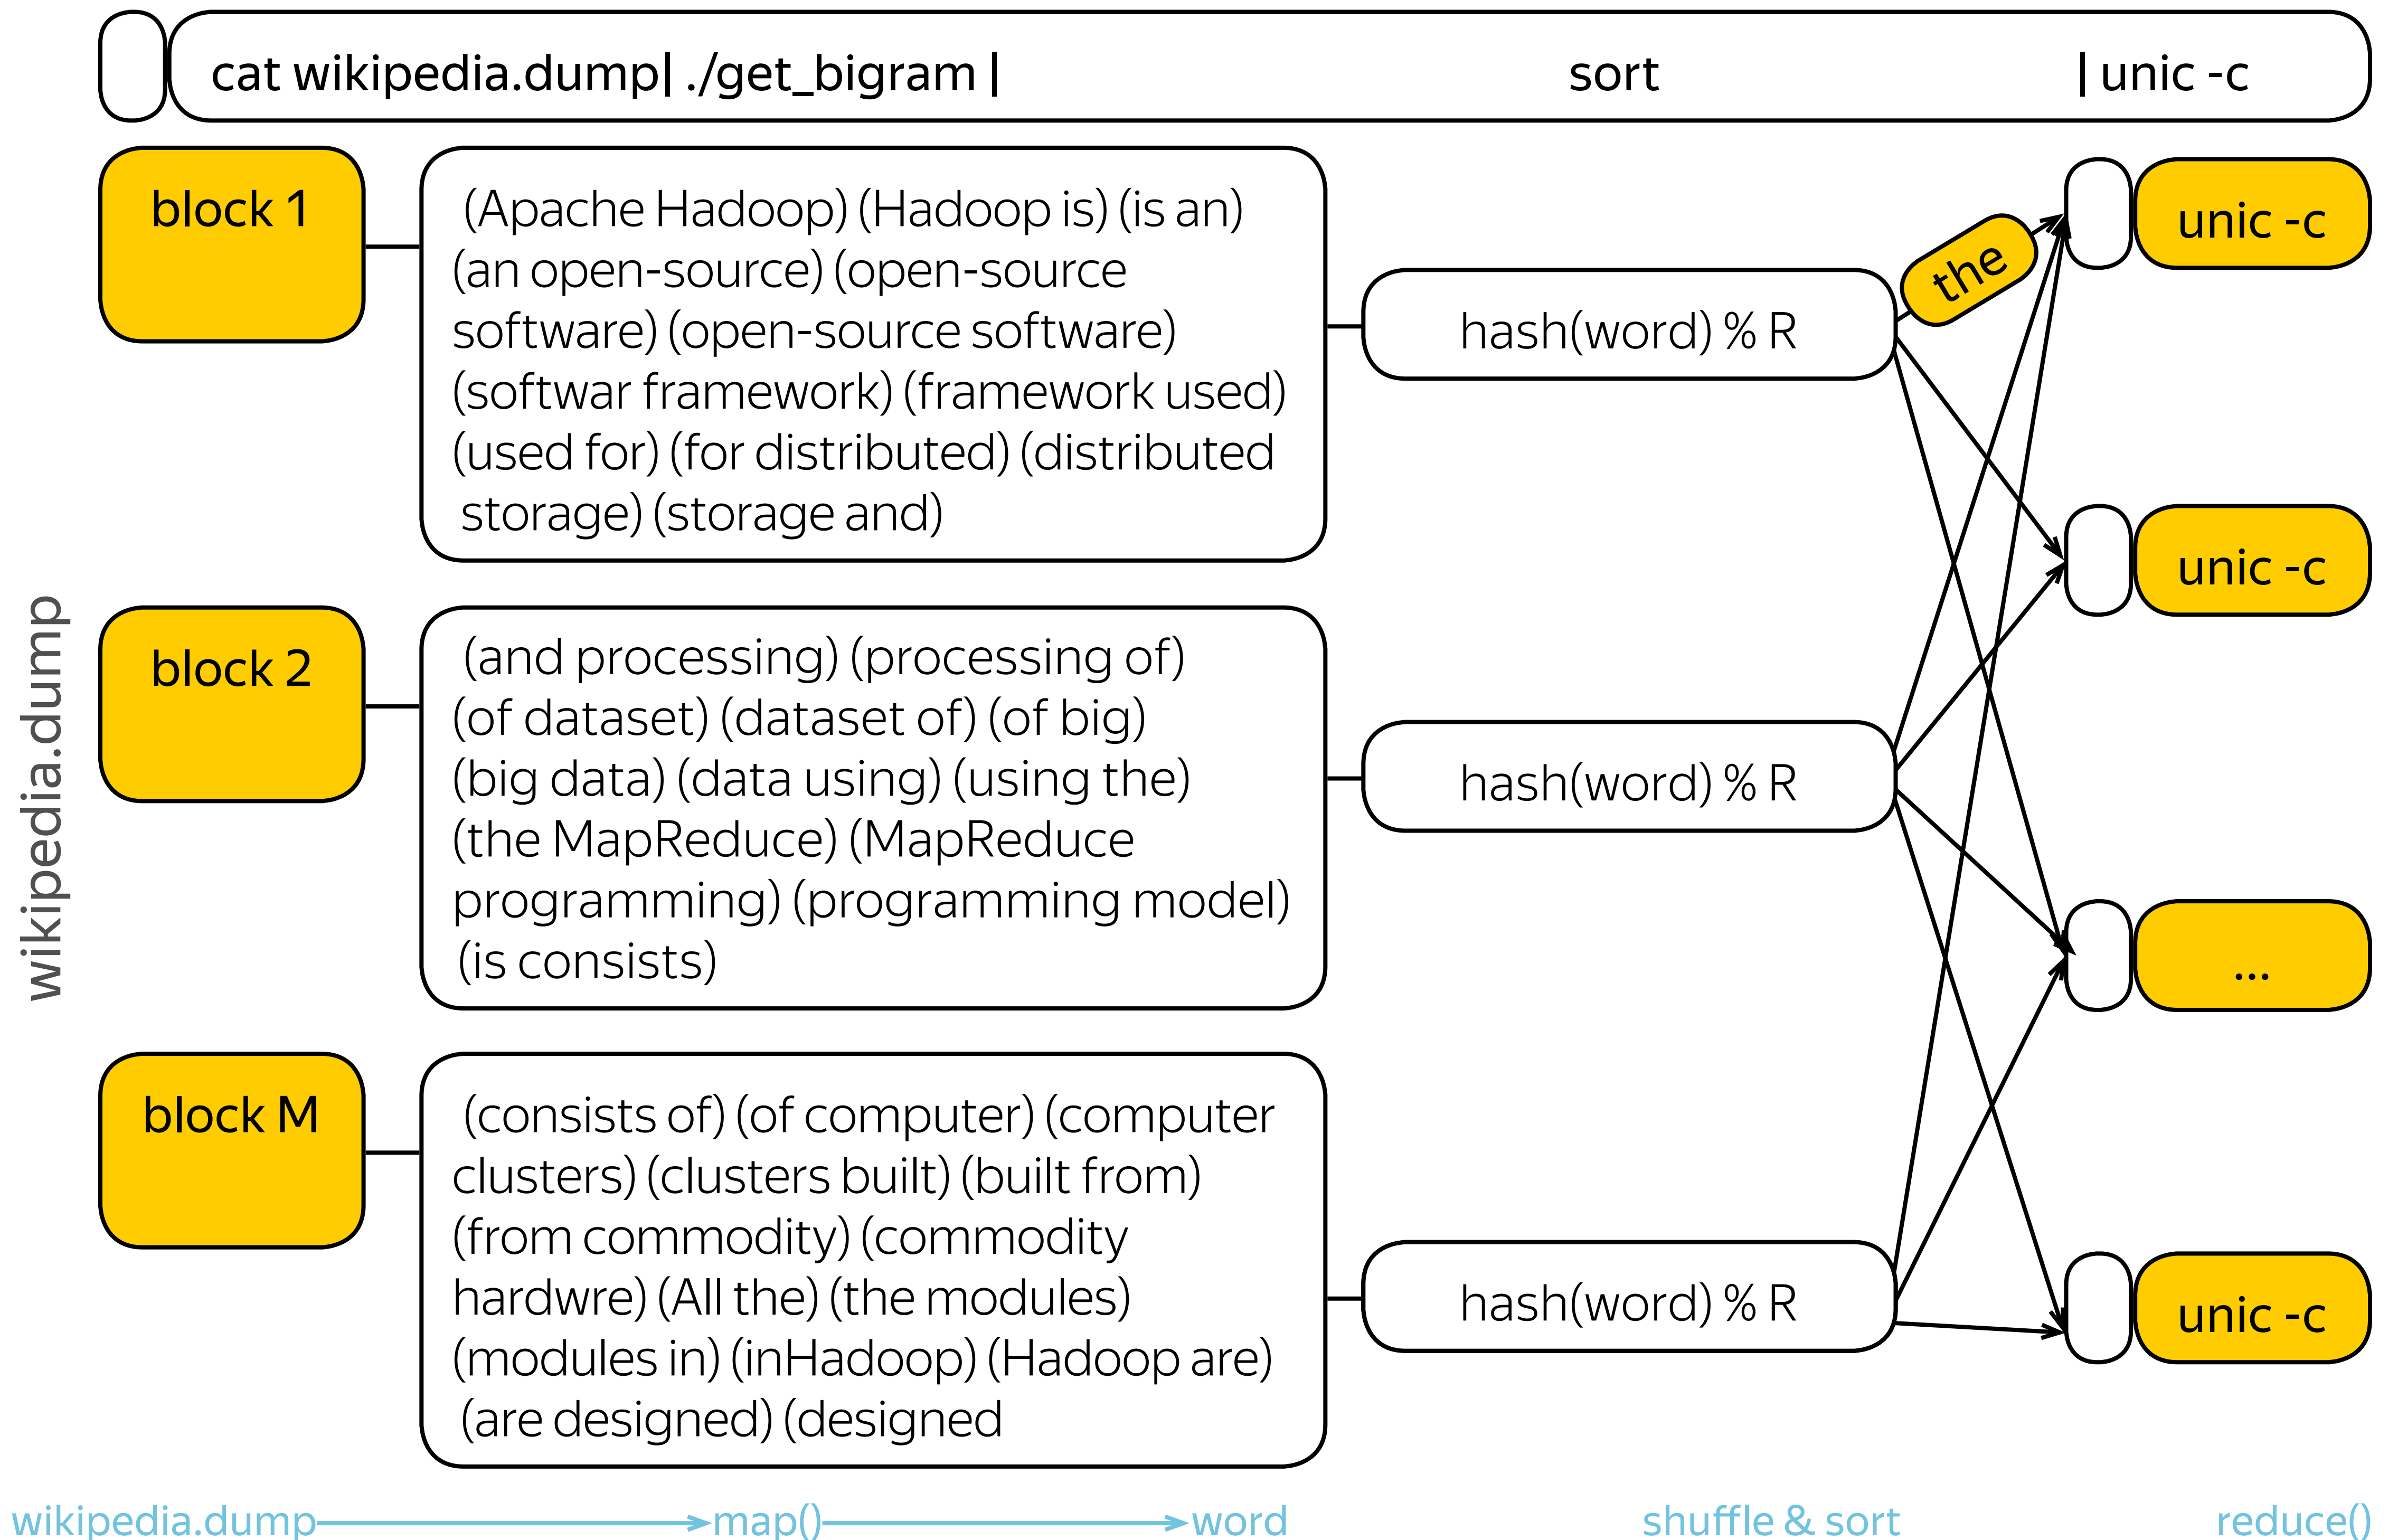 cat wikipedia.dump| ./get_bigram | sort | unic -c
wikipedia.dump
block 1
(Apache Hadoop) (Hadoop is) (is an)
(an open-source) (open-source
software) (open-source software)
(softwar framework) (framework used)
(used for) (for distributed) (distributed
storage) (storage and)
hash(word) % R
the
unic -c
unic -c
block 2
(and processing) (processing of)
(of dataset) (dataset of) (of big)
(big data) (data using) (using the)
(the MapReduce) (MapReduce
programming) (programming model)
(is consists)
hash(word) % R
...
block M
(consists of) (of computer) (computer
clusters) (clusters built) (built from)
(from commodity) (commodity
hardwre) (All the) (the modules)
(modules in) (inHadoop) (Hadoop are)
(are designed) (designed
hash(word) % R
unic -c
wikipedia.dump map() word shuffle & sort reduce()